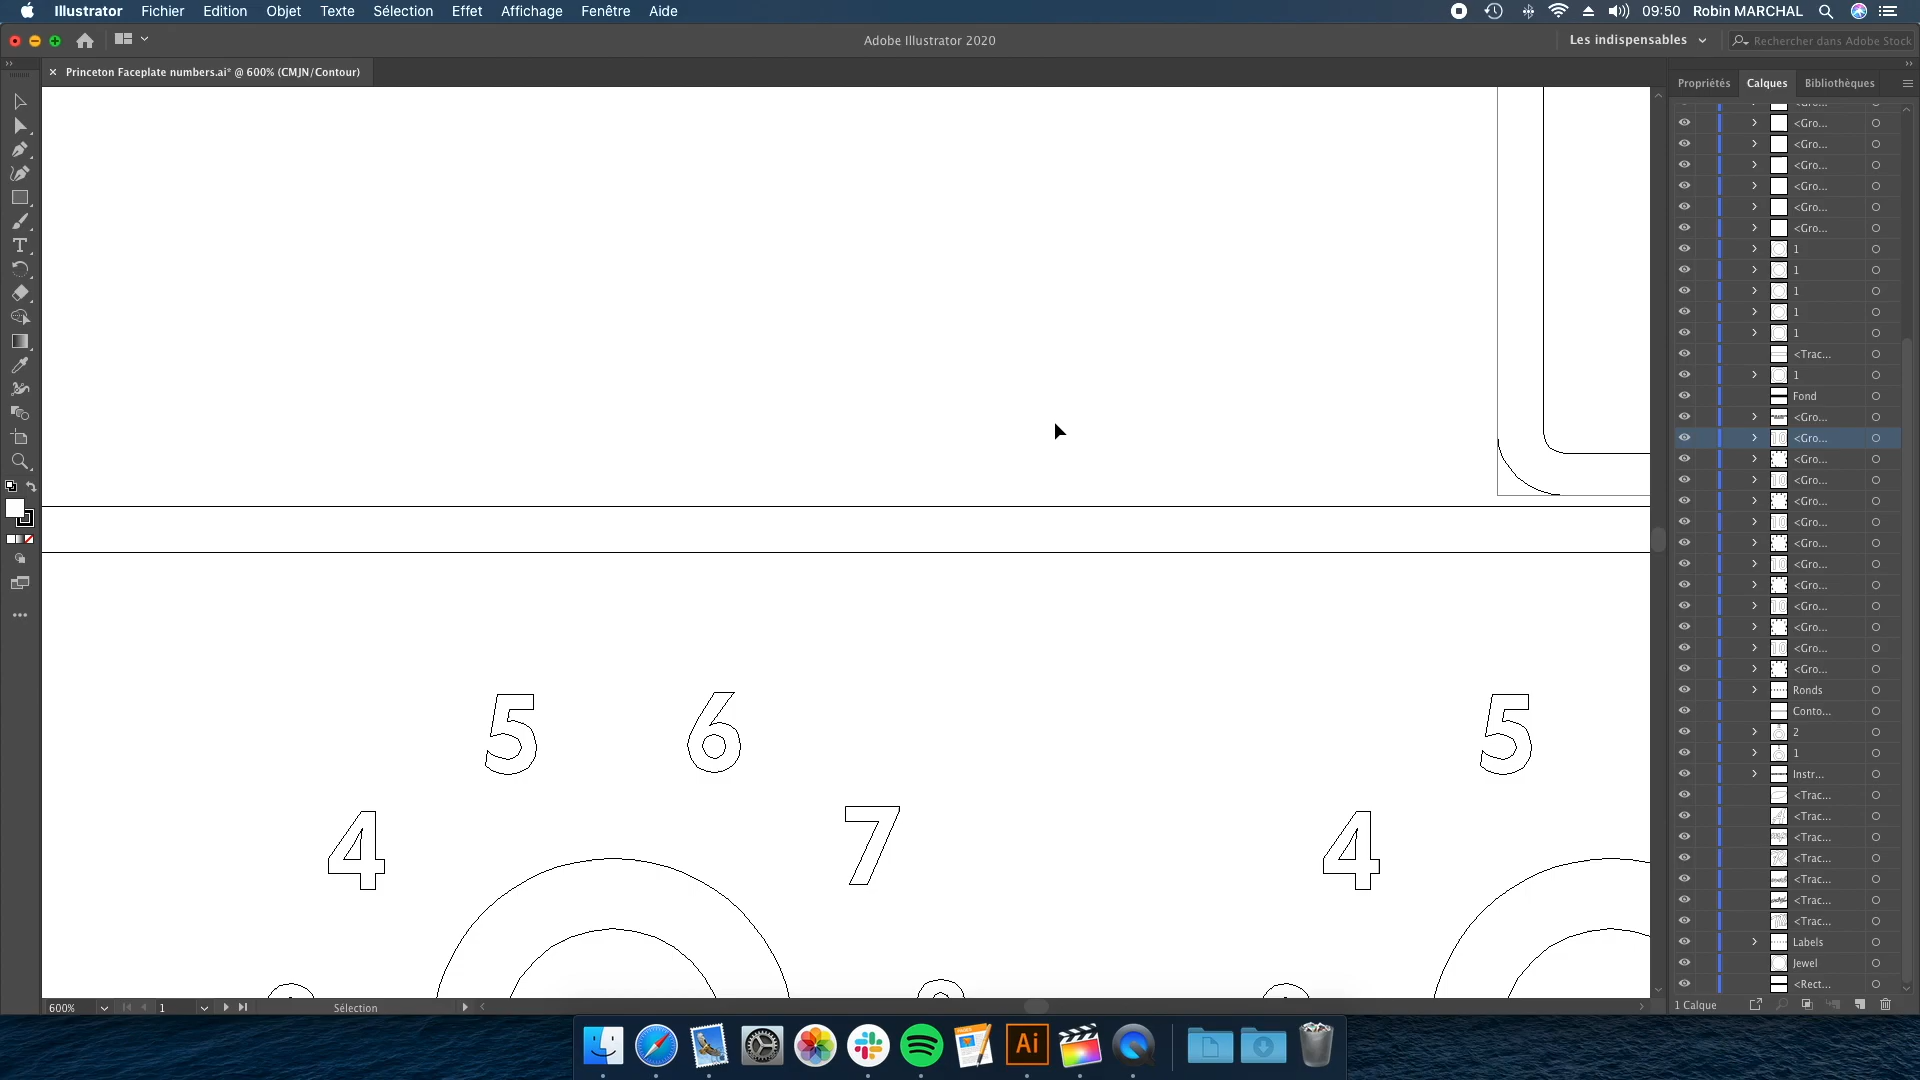 Illustrator Fichier Edition Objet Texte Sélection Effet Affichage Fenêtre Aide 09:50 Robin MARCHAL
Adobe Illustrator 2020 Les indispensables Rechercher dans Adobe Stock
Princeton Faceplate numbers.ai* @ 600% (CMJN/Contour)
Propriétés Calques Bibliothèques
<Gro...
<Gro...
<Gro...
<Gro...
<Gro...
<Gro...
1
1
1
1
1
<Trac...
1
Fond
<Gro...
<Gro...
<Gro...
<Gro...
<Gro...
<Gro...
<Gro...
<Gro...
<Gro...
<Gro...
<Gro...
<Gro...
<Gro...
Ronds
Conto...
2
1
Instr...
<Trac...
<Trac...
<Trac...
<Trac...
<Trac...
<Trac...
<Trac...
Labels
Jewel
<Rect...
5 6 5
4 7 4
600% 1 Sélection
1 Calque
Ai